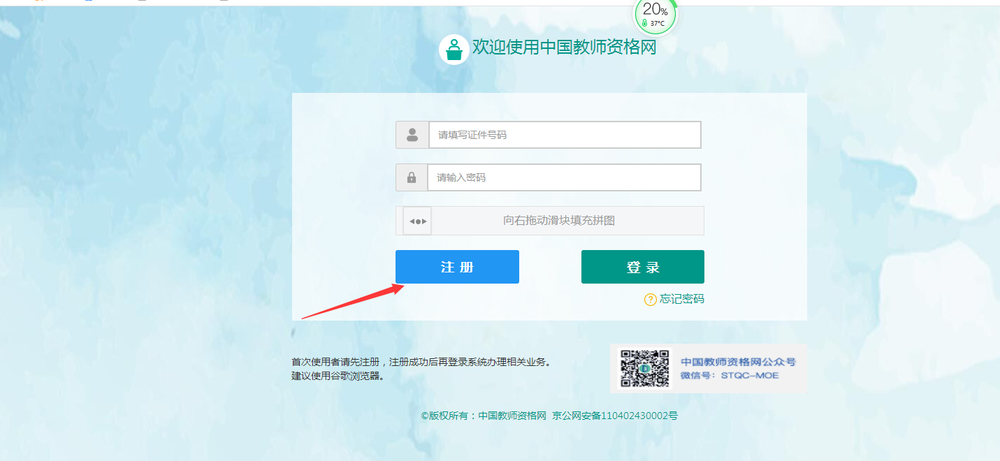 20%
37°C
欢迎使用中国教师资格网
请填写证件号码
请输入密码
向右拖动滑块填充拼图
注 册
登 录
? 忘记密码
首次使用者请先注册，注册成功后再登录系统办理相关业务。
建议使用谷歌浏览器。
中国教师资格网公众号
微信号：STQC-MOE
©版权所有：中国教师资格网 京公网安备110402430002号